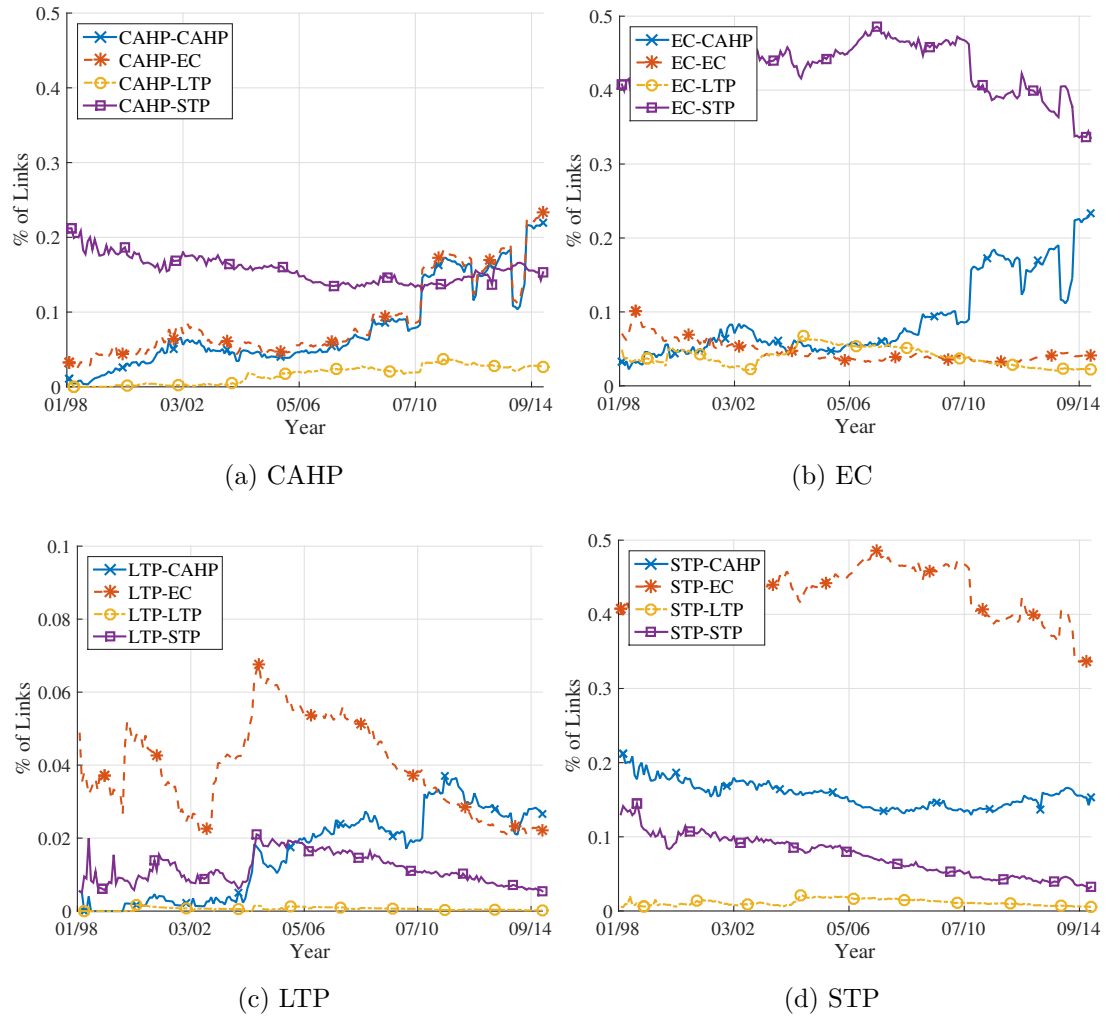 0.5
0.4
0.3
0.2
0.1
0
% of Links
CAHP-CAHP
CAHP-EC
CAHP-LTP
CAHP-STP
01/98 03/02 05/06 07/10 09/14
Year
(a) CAHP
0.5
0.4
0.3
0.2
0.1
0
% of Links
EC-CAHP
EC-EC
EC-LTP
EC-STP
01/98 03/02 05/06 07/10 09/14
Year
(b) EC
0.1
0.08
0.06
0.04
0.02
0
% of Links
LTP-CAHP
LTP-EC
LTP-LTP
LTP-STP
01/98 03/02 05/06 07/10 09/14
Year
(c) LTP
0.5
0.4
0.3
0.2
0.1
0
% of Links
STP-CAHP
STP-EC
STP-LTP
STP-STP
01/98 03/02 05/06 07/10 09/14
Year
(d) STP